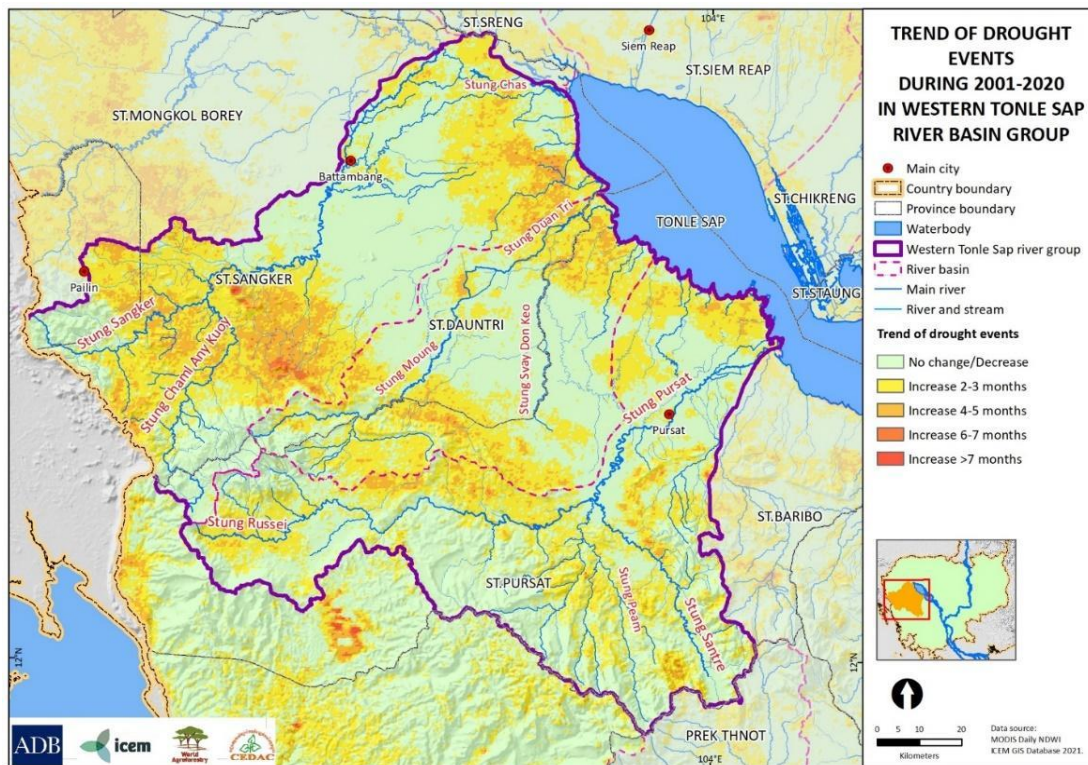 ST.SRENG
104°E
Siem Reap
ST.SIEM REAP
Stung Chas
ST.MONGKOL BOREY
Battambang
ST.CHIKRENG
TONLE SAP
Stung Duan Tri
Pailin
ST.SANGKER
ST.STAUNG
Stung Sangker
ST.DAUNTRI
Stung Svay Don Keo
Stung Moung
Stung Chaml Any Kuoy
Stung Pursat
Pursat
ST.BARIBO
Stung Russei
ST.PURSAT
Stung Peam
Stung Santre
12°N
12°N
PREK THNOT
104°E
ADB
icem
World
Agroforestry
CEDAC
TREND OF DROUGHT
EVENTS
DURING 2001-2020
IN WESTERN TONLE SAP
RIVER BASIN GROUP
Main city
Country boundary
Province boundary
Waterbody
Western Tonle Sap river group
River basin
Main river
River and stream
Trend of drought events
No change/Decrease
Increase 2-3 months
Increase 4-5 months
Increase 6-7 months
Increase >7 months
0 5 10 20
Kilometers
Data source:
MODIS Daily NDWI
ICEM GIS Database 2021.